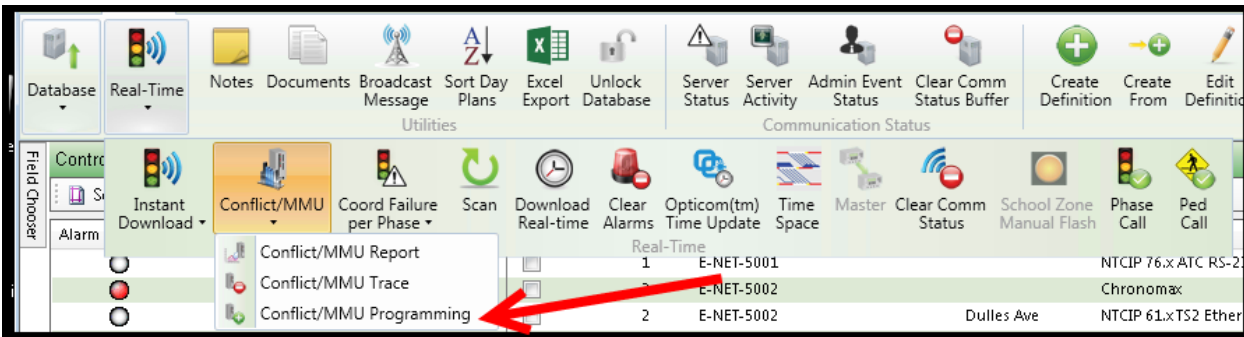 Database
Real-Time
Notes
Documents
Broadcast
Message
Sort Day
Plans
Excel
Export
Unlock
Database
Utilities
Server
Status
Server
Activity
Admin Event
Status
Clear Comm
Status Buffer
Communication Status
Create
Definition
Create
From
Edit
Definitio
Field Chooser
Contro
Instant
Download
Conflict/MMU
Coord Failure
per Phase
Scan
Download
Real-time
Clear
Alarms
Opticom(tm)
Time Update
Time
Space
Master
Clear Comm
Status
School Zone
Manual Flash
Phase
Call
Ped
Call
Real-Time
Alarm
Conflict/MMU Report
Conflict/MMU Trace
Conflict/MMU Programming
1 E-NET-5001 NTCIP 76.x ATC RS-23
E-NET-5002 Chronomax
2 E-NET-5002 Dulles Ave NTCIP 61.x TS2 Ether